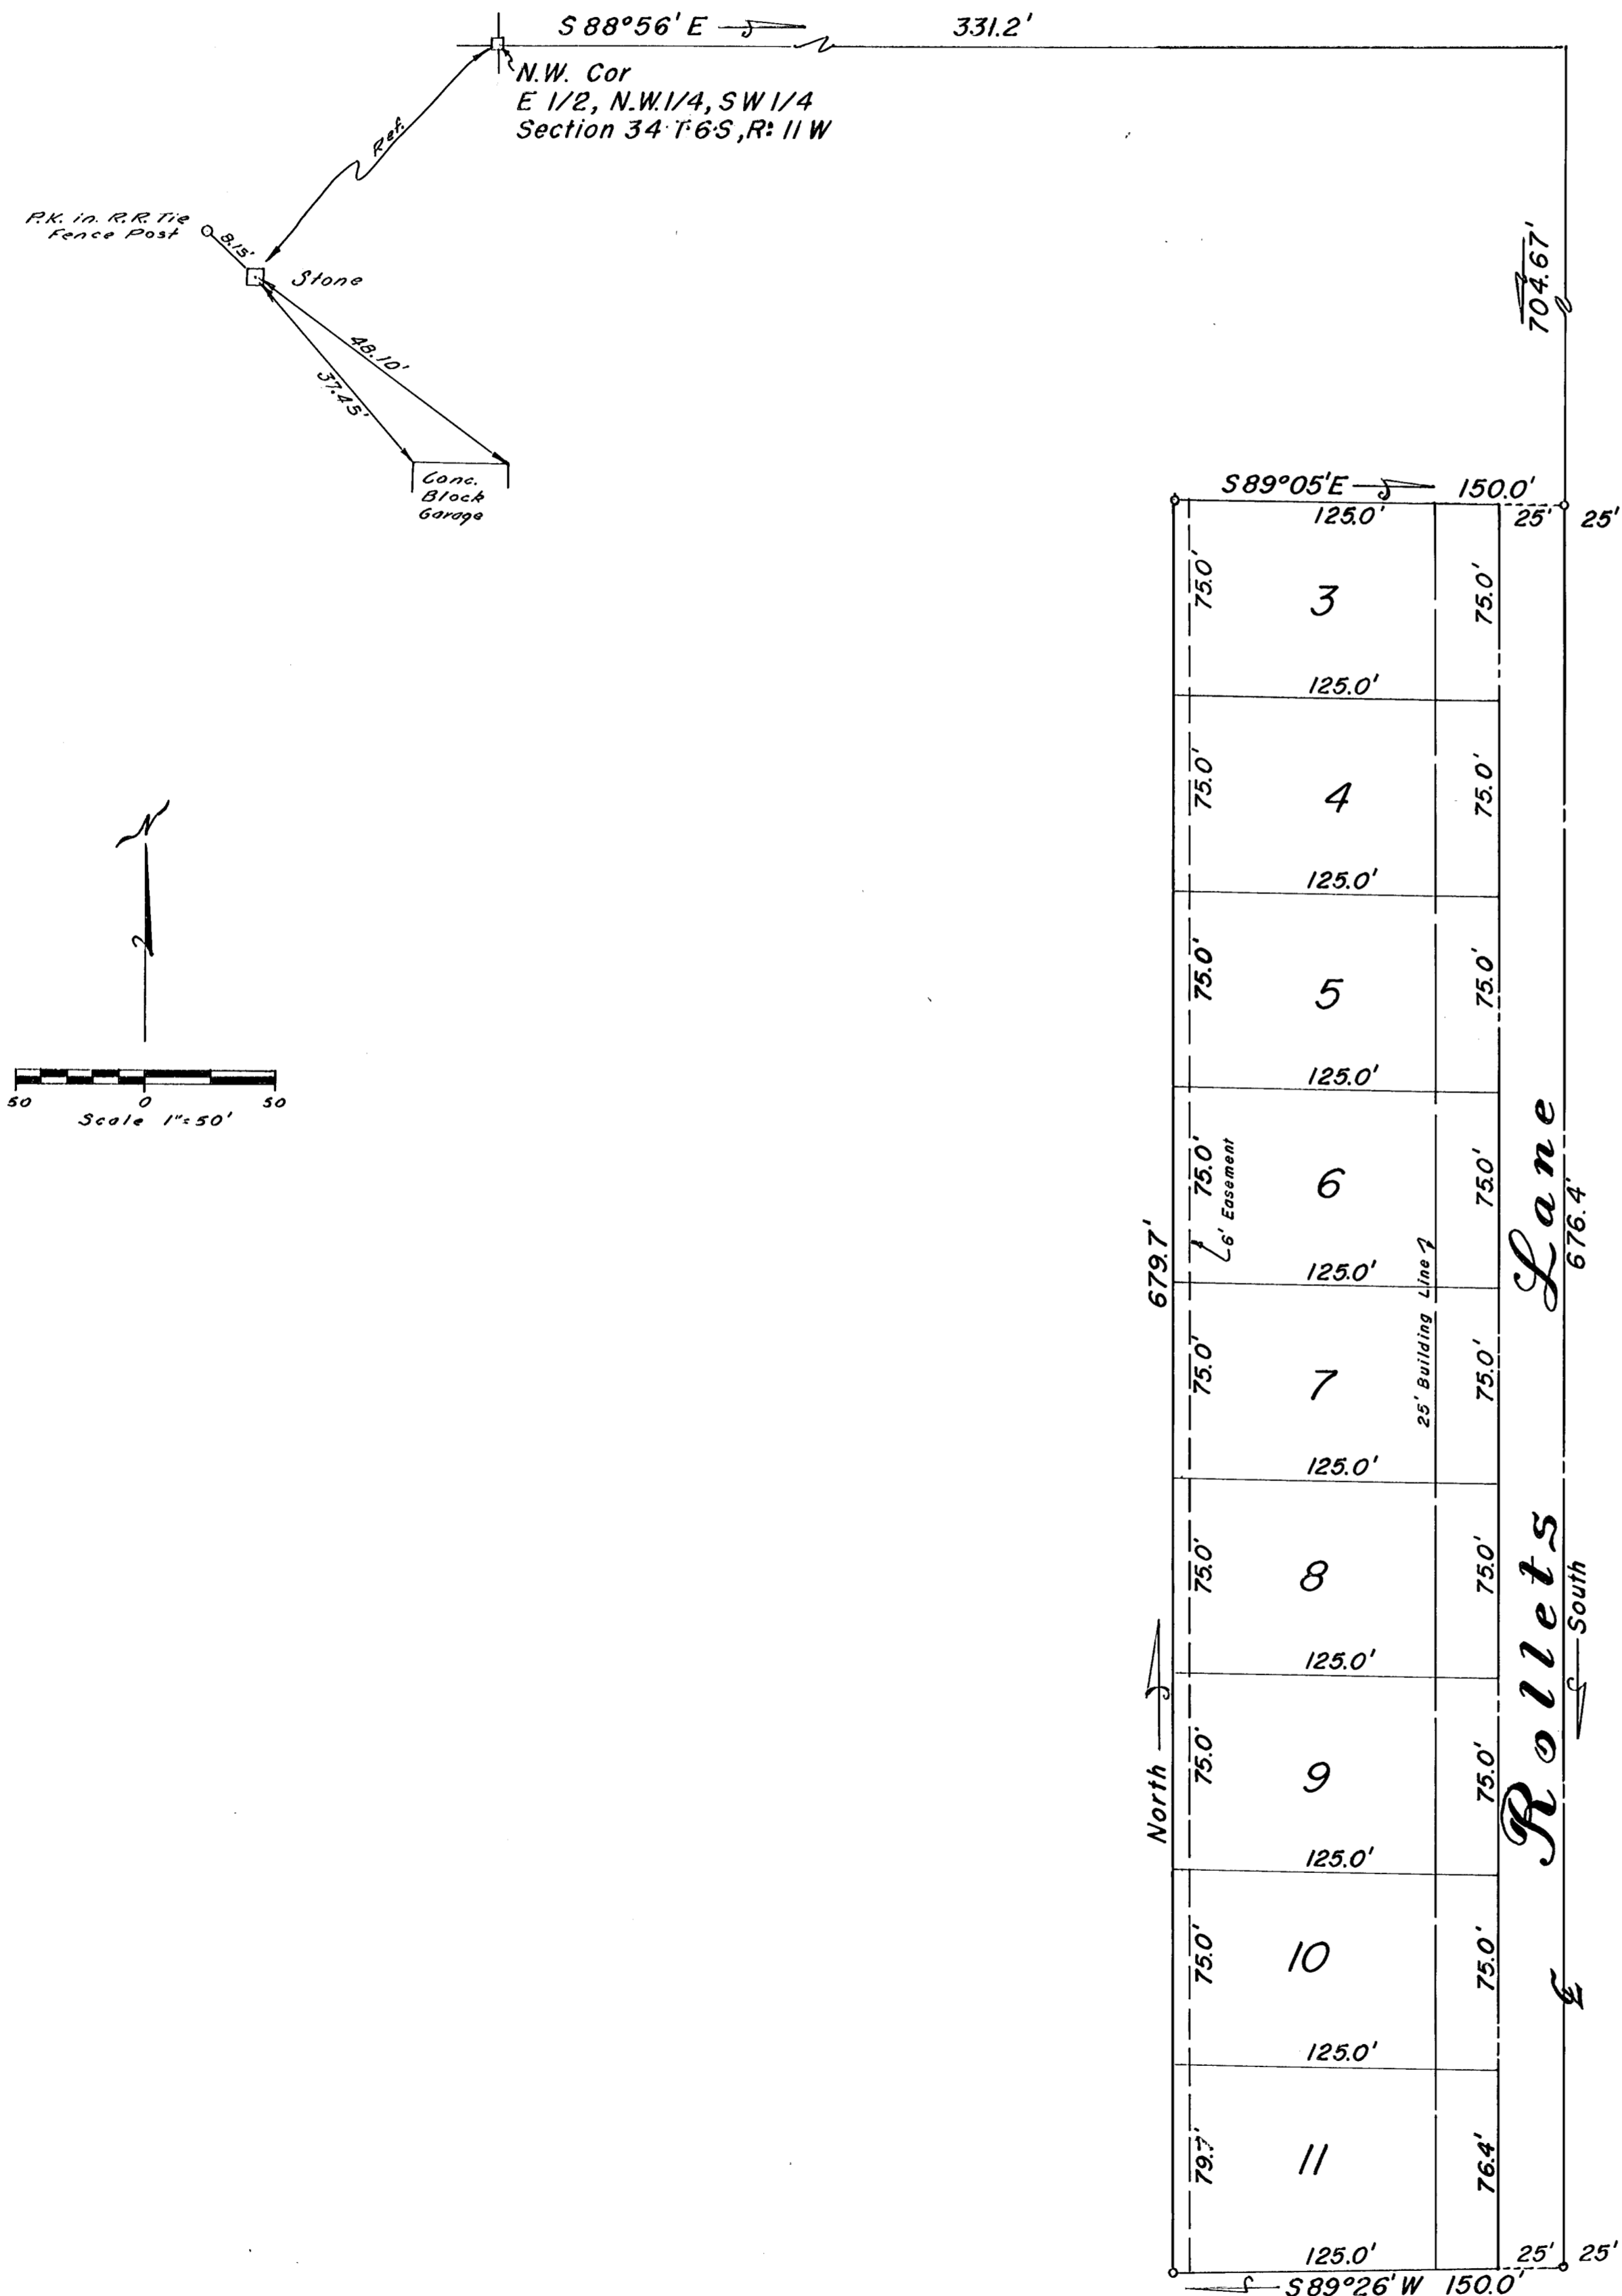 S 88°56' E 331.2'
N.W. Cor
E 1/2, N.W.1/4, SW 1/4
Section 34 T·6·S, R: 11 W
Ref.
P.K. in. R.R. Tie
Fence Post
8.15'
Stone
48.10'
37.45'
Conc.
Block
Garage
704.67'
S 89°05' E 150.0'
125.0' 25' 25'
75.0' 3 75.0'
125.0'
75.0' 4 75.0'
125.0'
75.0' 5 75.0'
125.0'
N
50 0 50
Scale 1"=50'
75.0' 6 75.0'
6' Easement
125.0'
679.7'
25' Building Line
75.0' 7 75.0'
125.0'
75.0' 8 75.0'
125.0'
North
75.0' 9 75.0'
125.0'
75.0' 10 75.0'
125.0'
79.7' 11 76.4'
125.0' 25' 25'
S 89°26' W 150.0'
Rollets Lane
676.4'
South
℄